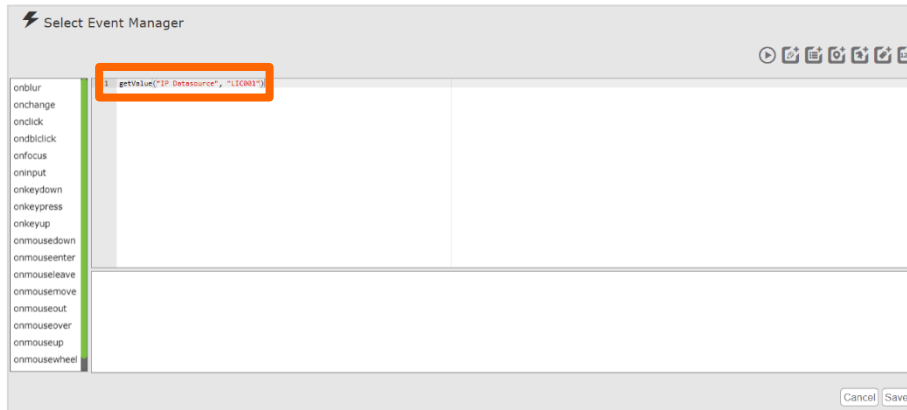 Select Event Manager
onblur
onchange
onclick
ondblclick
onfocus
oninput
onkeydown
onkeypress
onkeyup
onmousedown
onmouseenter
onmouseleave
onmousemove
onmouseout
onmouseover
onmouseup
onmousewheel
1 getValue("IP Datasource", "LIC001")
Cancel Save